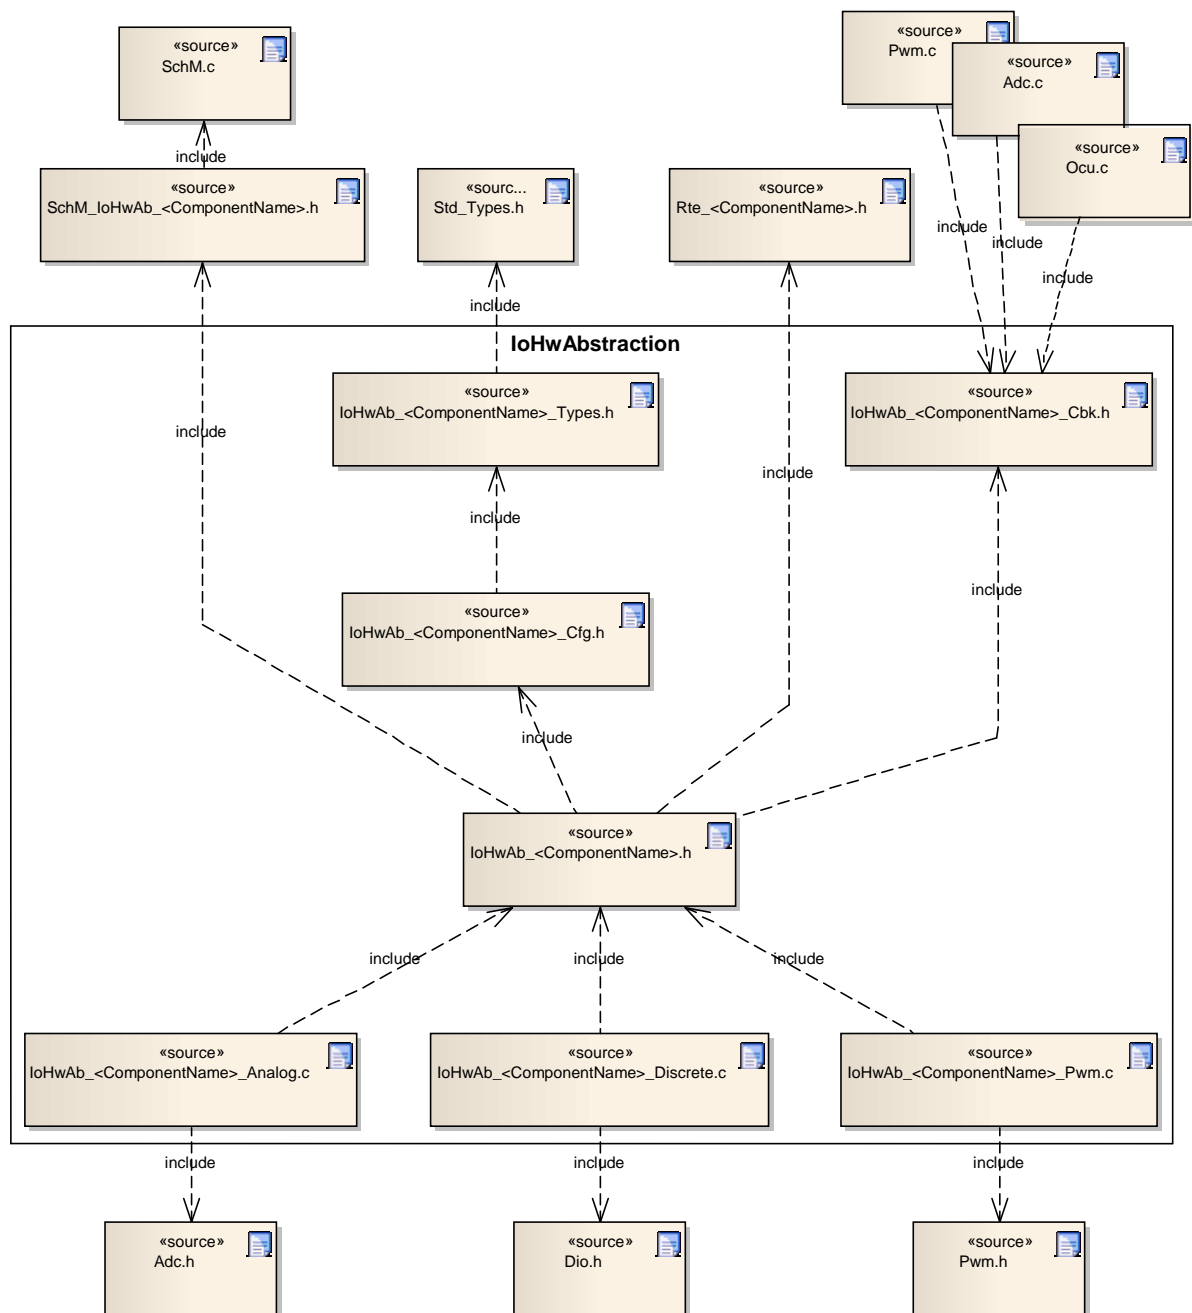 «source»
SchM.c
«source»
Pwm.c
«source»
Adc.c
«source»
Ocu.c
include
«source»
SchM_IoHwAb_<ComponentName>.h
«sourc...
Std_Types.h
«source»
Rte_<ComponentName>.h
include
include
include
include
IoHwAbstraction
«source»
IoHwAb_<ComponentName>_Types.h
«source»
IoHwAb_<ComponentName>_Cbk.h
include
include
include
include
«source»
IoHwAb_<ComponentName>_Cfg.h
include
«source»
IoHwAb_<ComponentName>.h
include
include
include
«source»
IoHwAb_<ComponentName>_Analog.c
«source»
IoHwAb_<ComponentName>_Discrete.c
«source»
IoHwAb_<ComponentName>_Pwm.c
include
include
include
«source»
Adc.h
«source»
Dio.h
«source»
Pwm.h